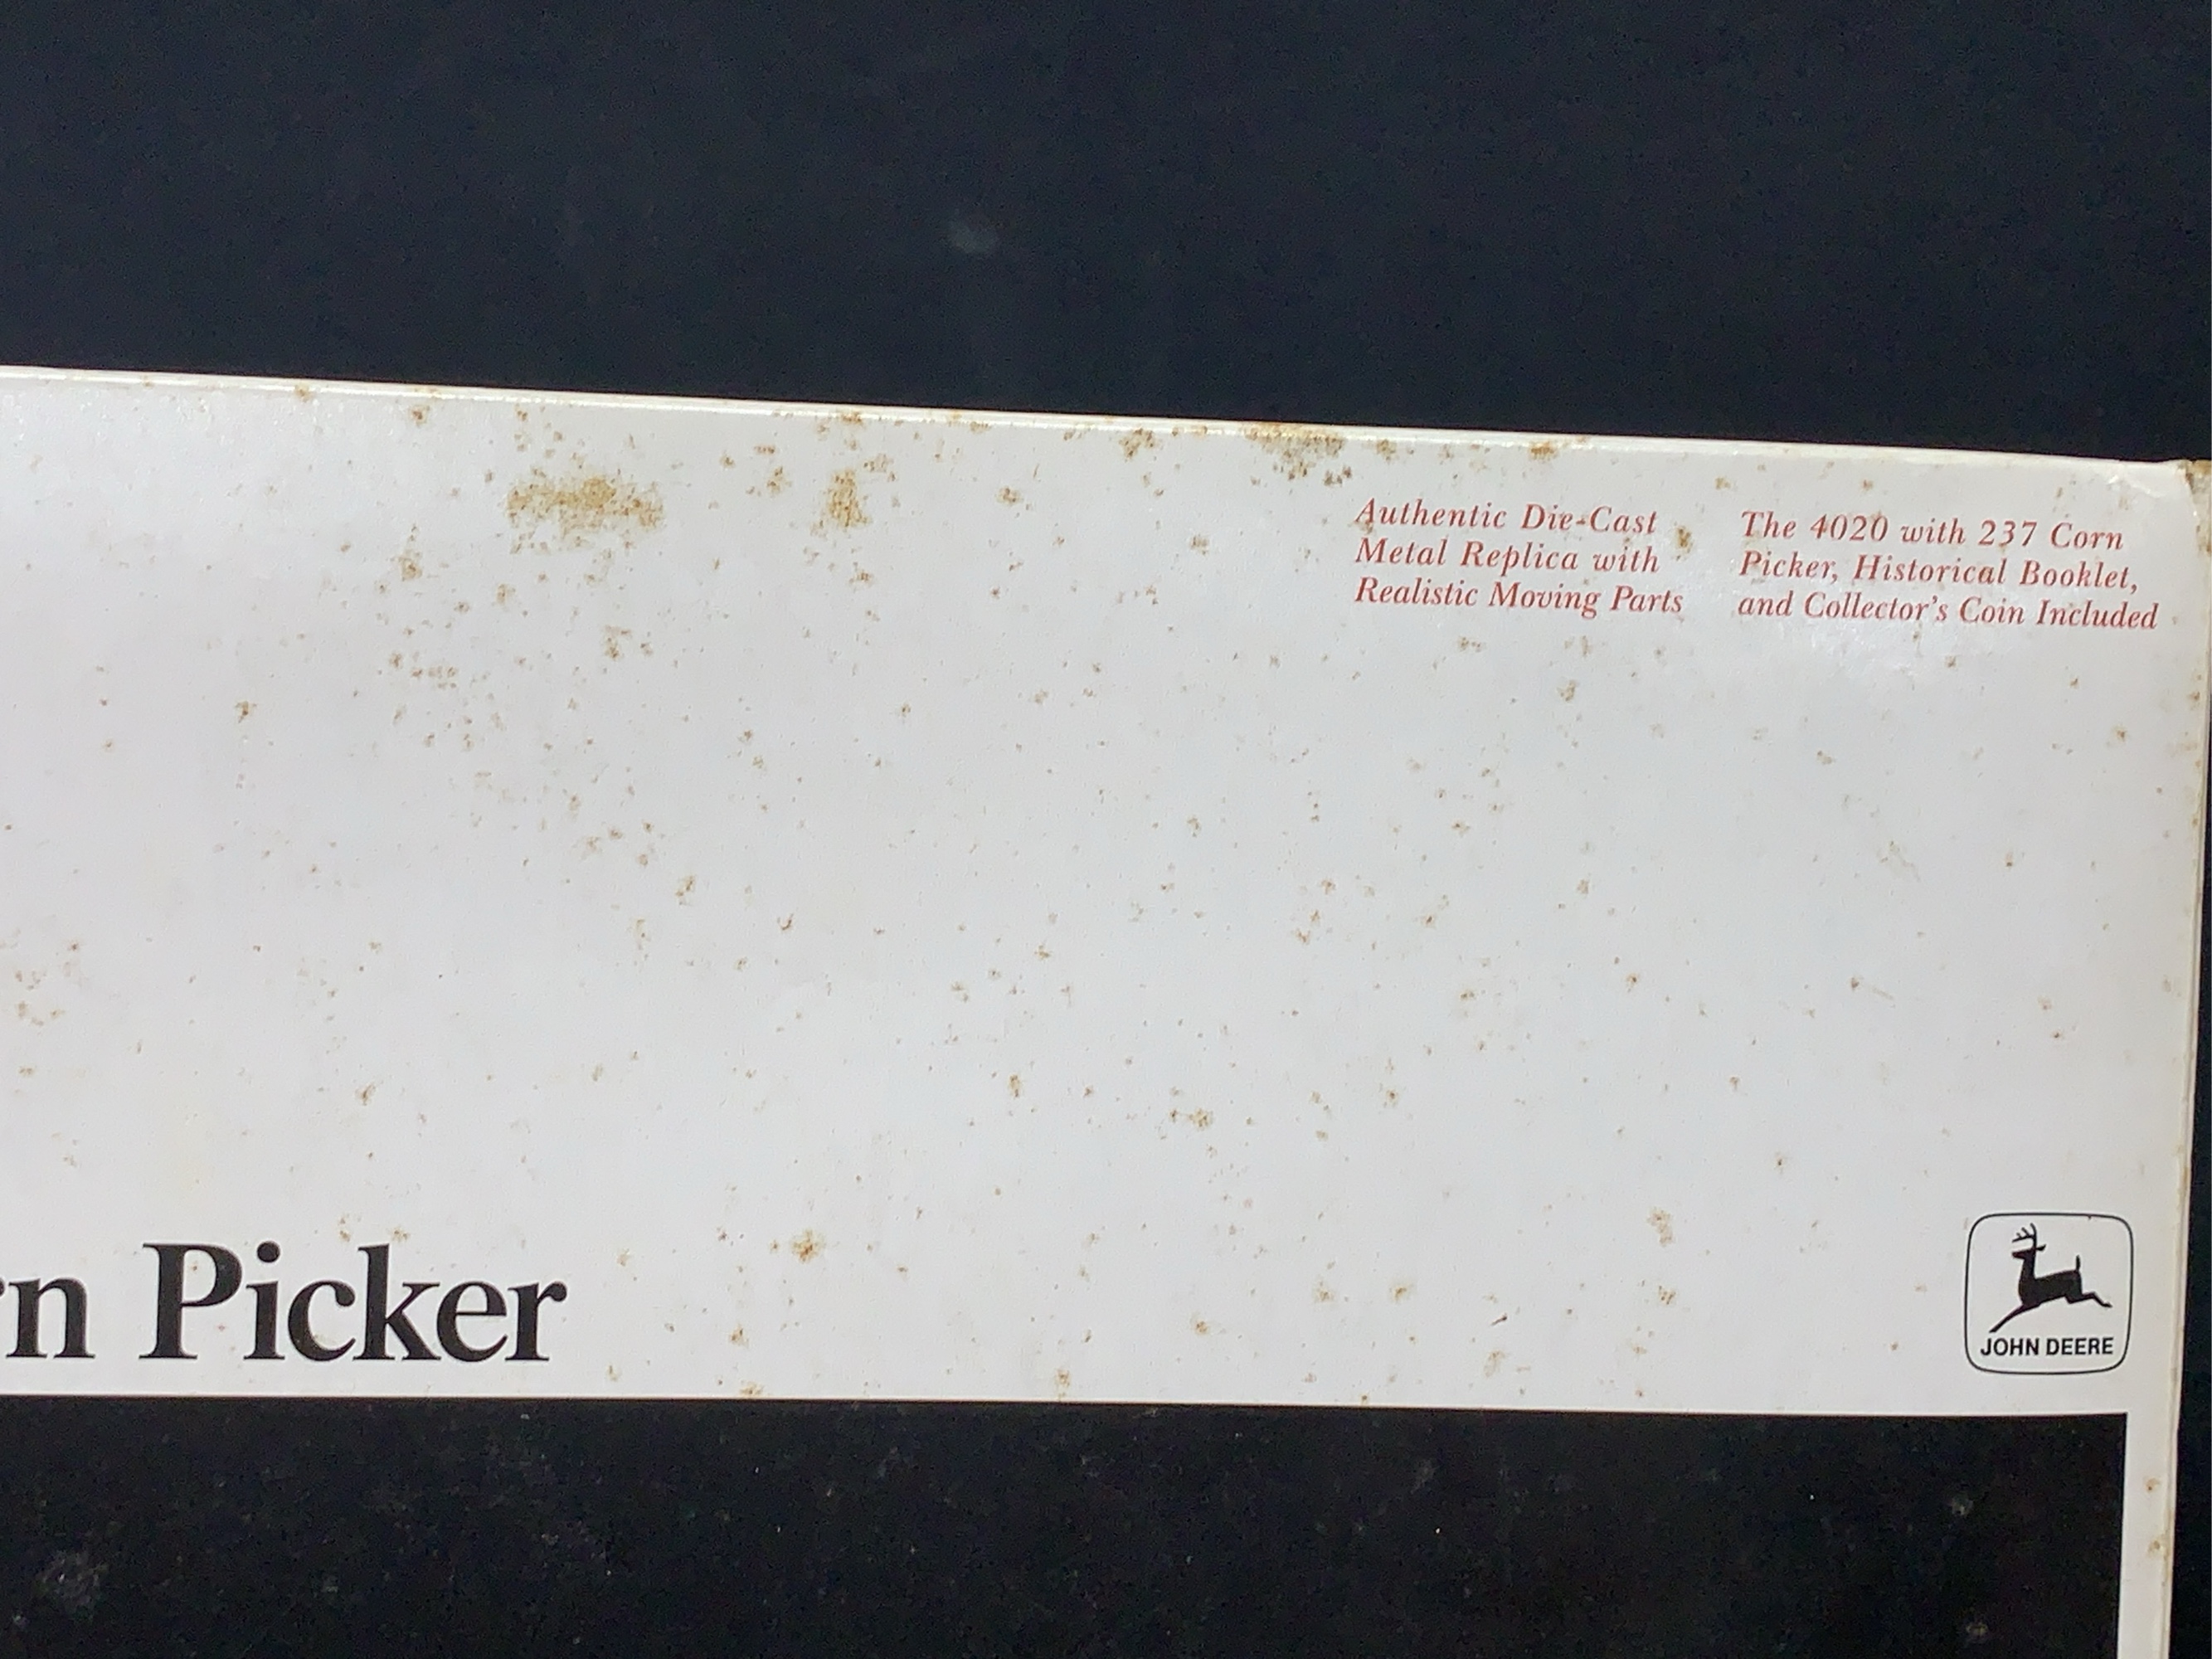 Authentic Die-Cast
Metal Replica with
Realistic Moving Parts
The 4020 with 237 Corn
Picker, Historical Booklet,
and Collector's Coin Included
n Picker
JOHN DEERE